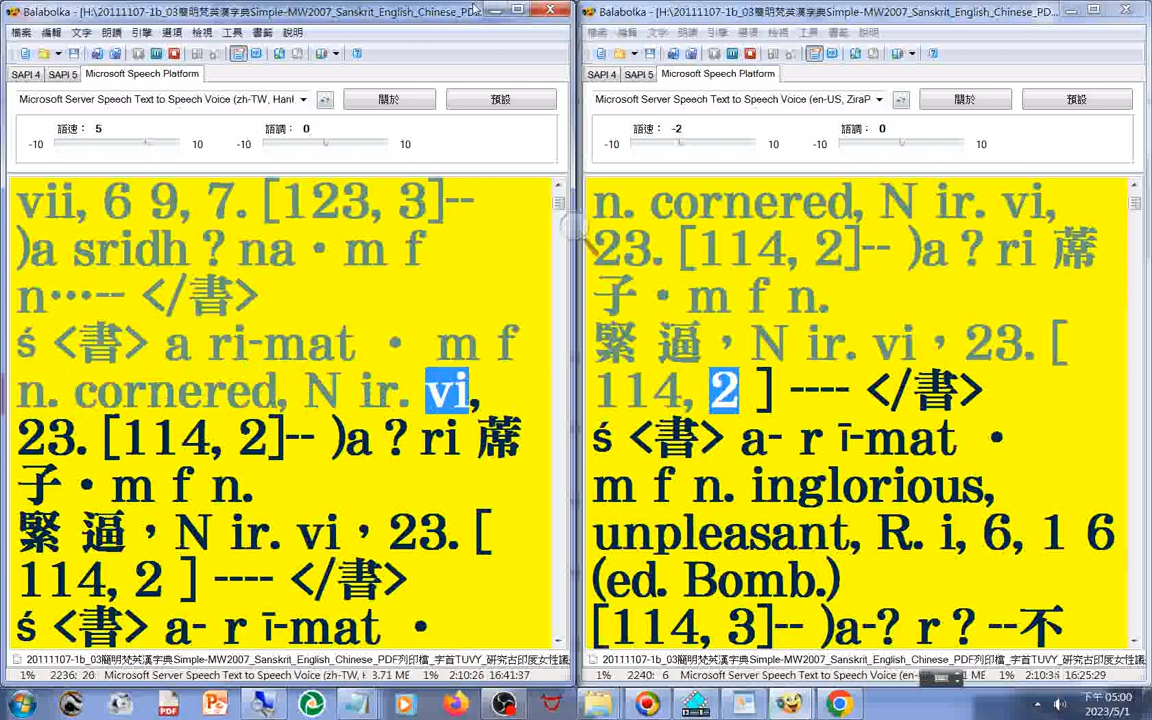 Balabolka - [H:\20111107-1b_03簡明梵英漢字典Simple-MW2007_Sanskrit_English_Chinese_PD...
檔案 編輯 文字 朗讀 引擎 選項 檢視 工具 書籤 說明
SAPI 4 SAPI 5 Microsoft Speech Platform
Microsoft Server Speech Text to Speech Voice (zh-TW, Hanl
關於 預設
語速： 5 語調： 0
-10 10 -10 10
vii, 6 9, 7. [123, 3]--
)a sridh ? na‧m f
n…-- </書>
ś <書> a ri-mat ‧ m f
n. cornered, N ir. vi,
23. [114, 2]-- )a ? ri 蓆
子‧m f n.
緊 逼，N ir. vi，23. [
114, 2 ] ---- </書>
ś <書> a- r ī-mat ‧
20111107-1b_03簡明梵英漢字典Simple-MW2007_Sanskrit_English_Chinese_PDF列印檔_字首TUVY_研究古印度女性議
1% 2236: 26 Microsoft Server Speech Text to Speech Voice (zh-TW, H 3.71 ME 1% 2:10:26 16:41:37
Balabolka - [H:\20111107-1b_03簡明梵英漢字典Simple-MW2007_Sanskrit_English_Chinese_PD...
檔案 編輯 文字 朗讀 引擎 選項 檢視 工具 書籤 說明
SAPI 4 SAPI 5 Microsoft Speech Platform
Microsoft Server Speech Text to Speech Voice (en-US, ZiraP
關於 預設
語速： -2 語調： 0
-10 10 -10 10
n. cornered, N ir. vi,
23. [114, 2]-- )a ? ri 蓆
子‧m f n.
緊 逼，N ir. vi，23. [
114, 2 ] ---- </書>
ś <書> a- r ī-mat ‧
m f n. inglorious,
unpleasant, R. i, 6, 1 6
(ed. Bomb.)
[114, 3]-- )a-? r ? --不
20111107-1b_03簡明梵英漢字典Simple-MW2007_Sanskrit_English_Chinese_PDF列印檔_字首TUVY_研究古印度女性議
1% 2240: 6 Microsoft Server Speech Text to Speech Voice (en- 1 ME 1% 2:10:34 16:25:29
PDF
下午 05:00
2023/5/1